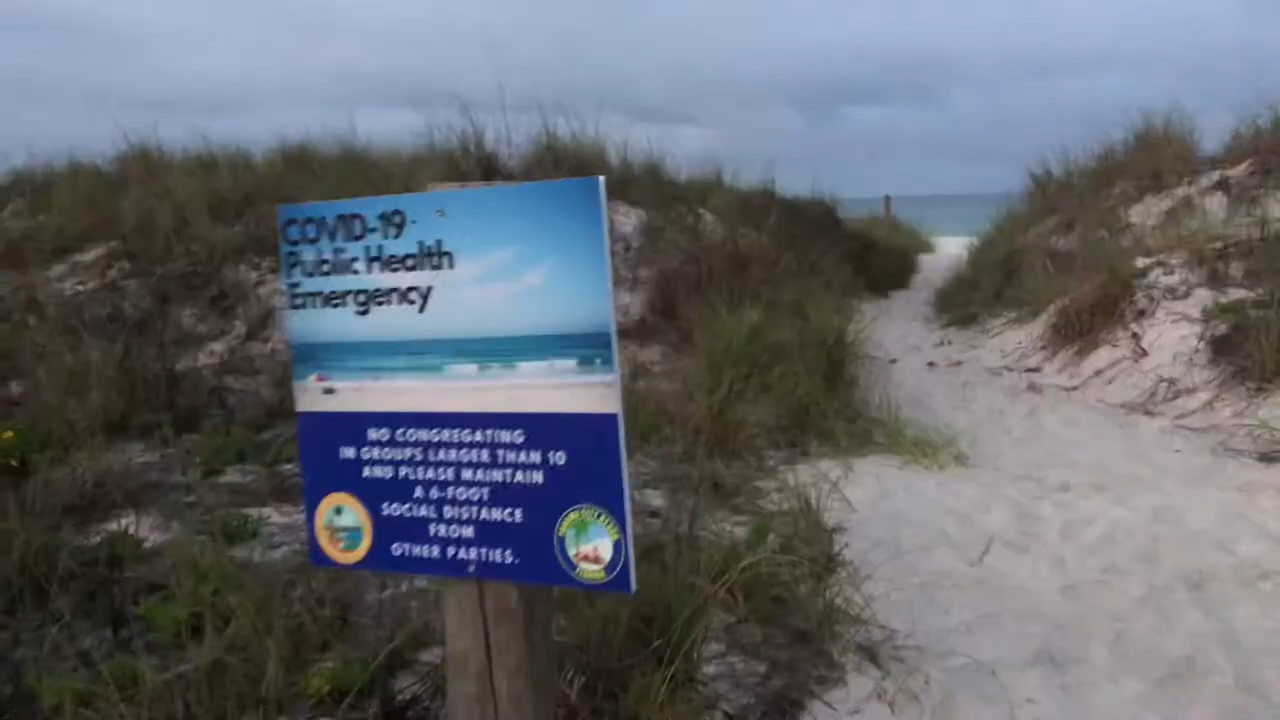 COVID-19
Public Health
Emergency
NO CONGREGATING
IN GROUPS LARGER THAN 10
AND PLEASE MAINTAIN
A 6-FOOT
SOCIAL DISTANCE
FROM
OTHER PARTIES.